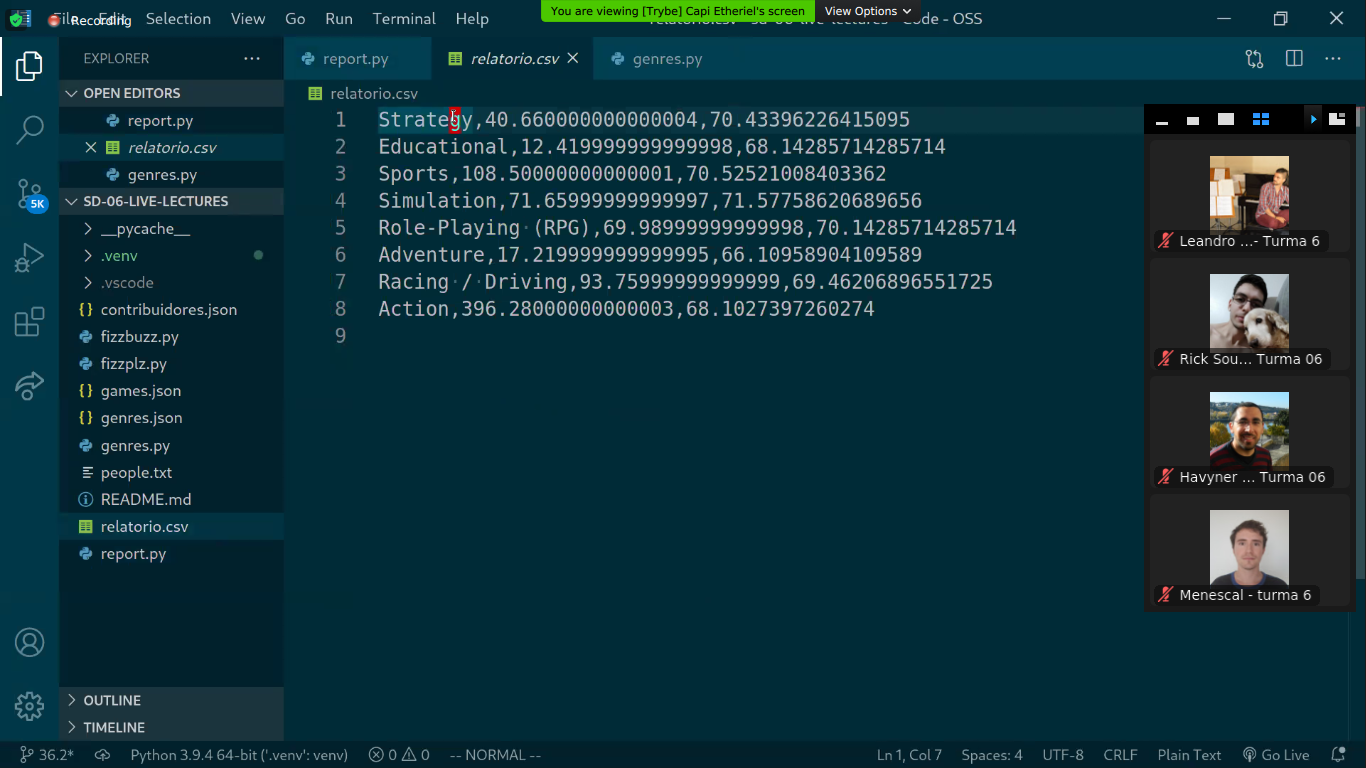 You are viewing [Trybe] Capi Etheriel's screen
View Options
Recording
Selection View Go Run Terminal Help
Code - OSS
EXPLORER
report.py
relatorio.csv
genres.py
OPEN EDITORS
report.py
relatorio.csv
genres.py
SD-06-LIVE-LECTURES
__pycache__
.venv
.vscode
contribuidores.json
fizzbuzz.py
fizzplz.py
games.json
genres.json
genres.py
people.txt
README.md
relatorio.csv
report.py
OUTLINE
TIMELINE
5K
relatorio.csv
1 Strategy,40.660000000000004,70.43396226415095
2 Educational,12.419999999999998,68.14285714285714
3 Sports,108.50000000000001,70.52521008403362
4 Simulation,71.65999999999997,71.57758620689656
5 Role-Playing (RPG),69.98999999999998,70.14285714285714
6 Adventure,17.219999999999995,66.10958904109589
7 Racing / Driving,93.75999999999999,69.46206896551725
8 Action,396.28000000000003,68.1027397260274
9
Leandro ...- Turma 6
Rick Sou... Turma 06
Havyner ... Turma 06
Menescal - turma 6
36.2* Python 3.9.4 64-bit ('.venv': venv) 0 0 -- NORMAL -- Ln 1, Col 7 Spaces: 4 UTF-8 CRLF Plain Text Go Live